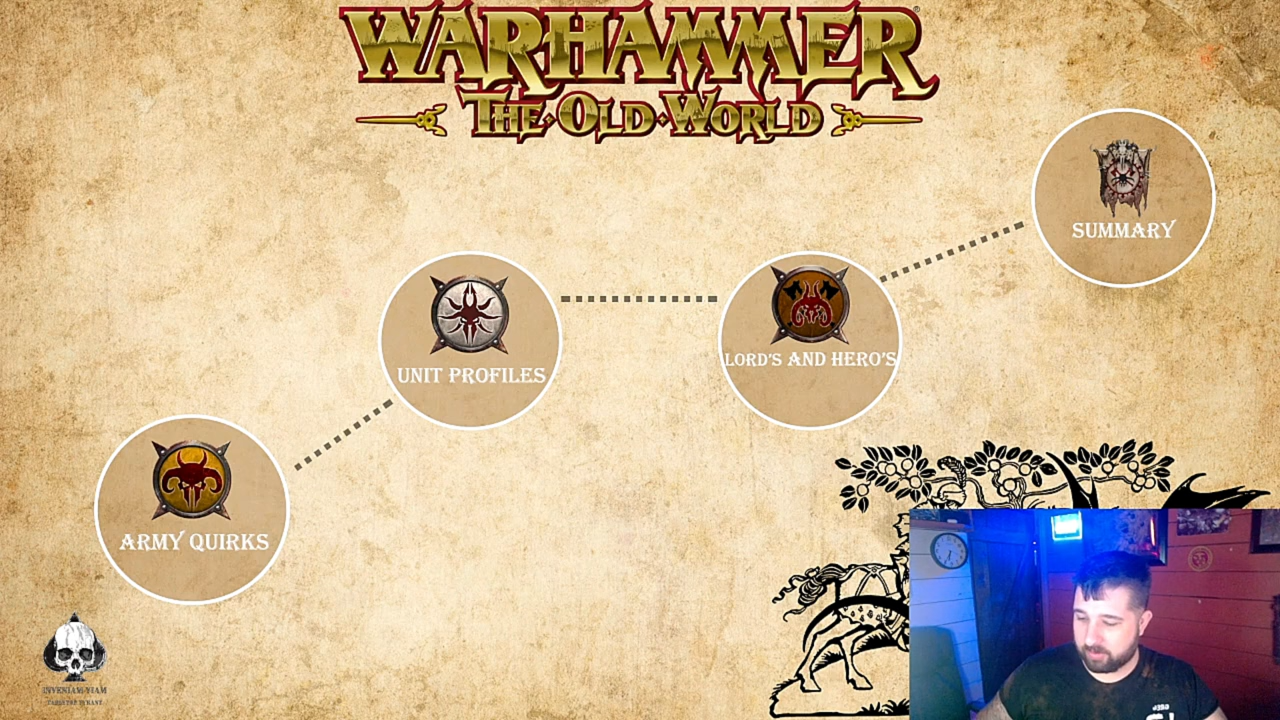 WARHAMMER
THE OLD WORLD
SUMMARY
UNIT PROFILES
LORD'S AND HERO'S
ARMY QUIRKS
INVENIAM VIAM